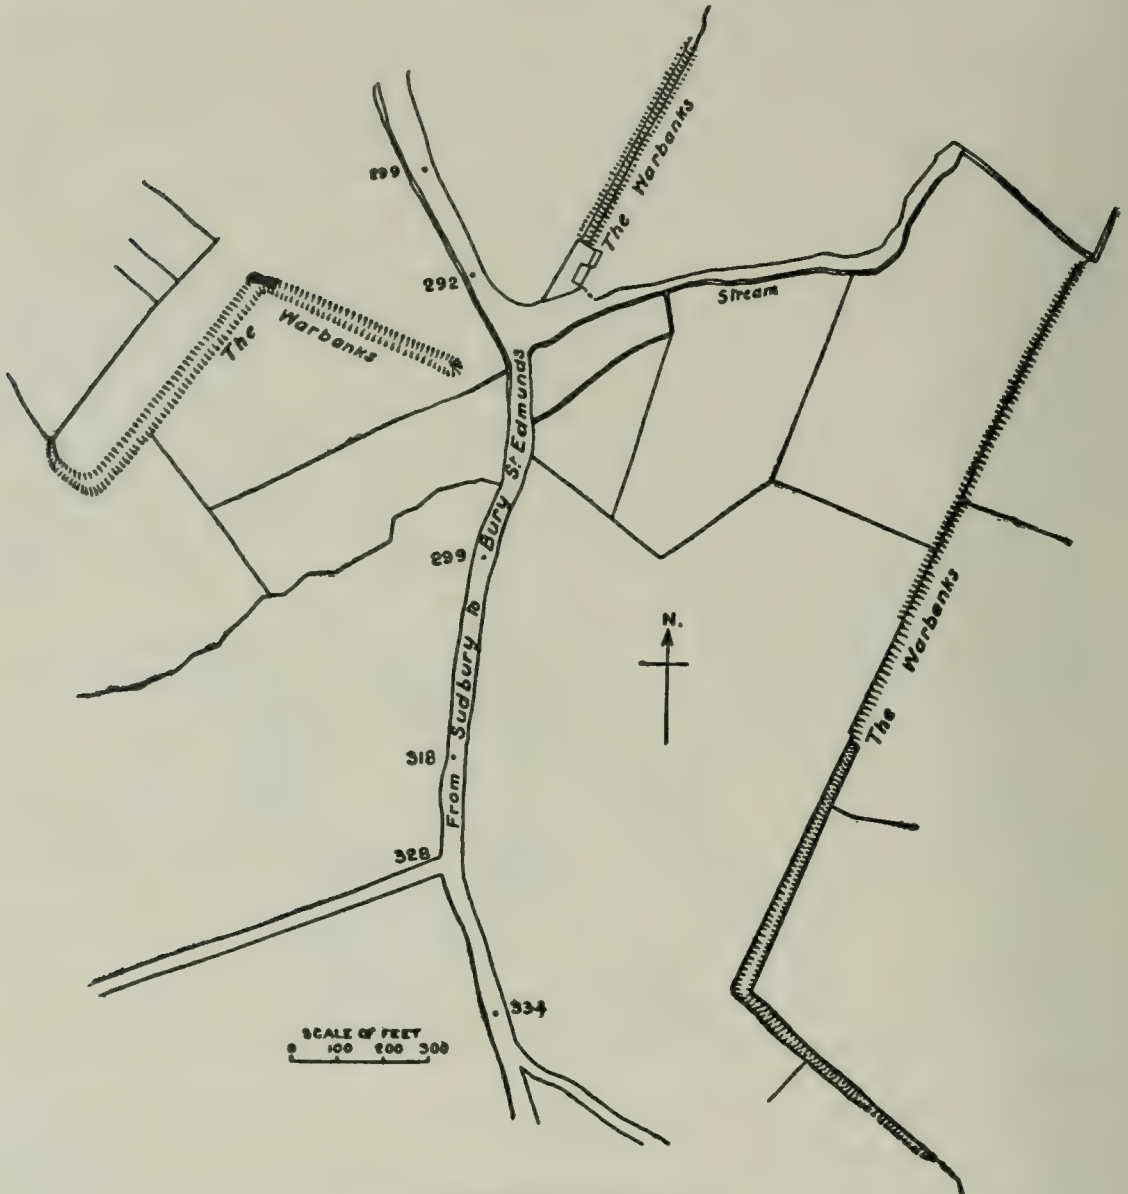 299
The Warbanks
292
Stream
The Warbanks
From Sudbury to Bury St. Edmunds
299
N.
The Warbanks
318
328
334
SCALE OF FEET
0 100 200 300